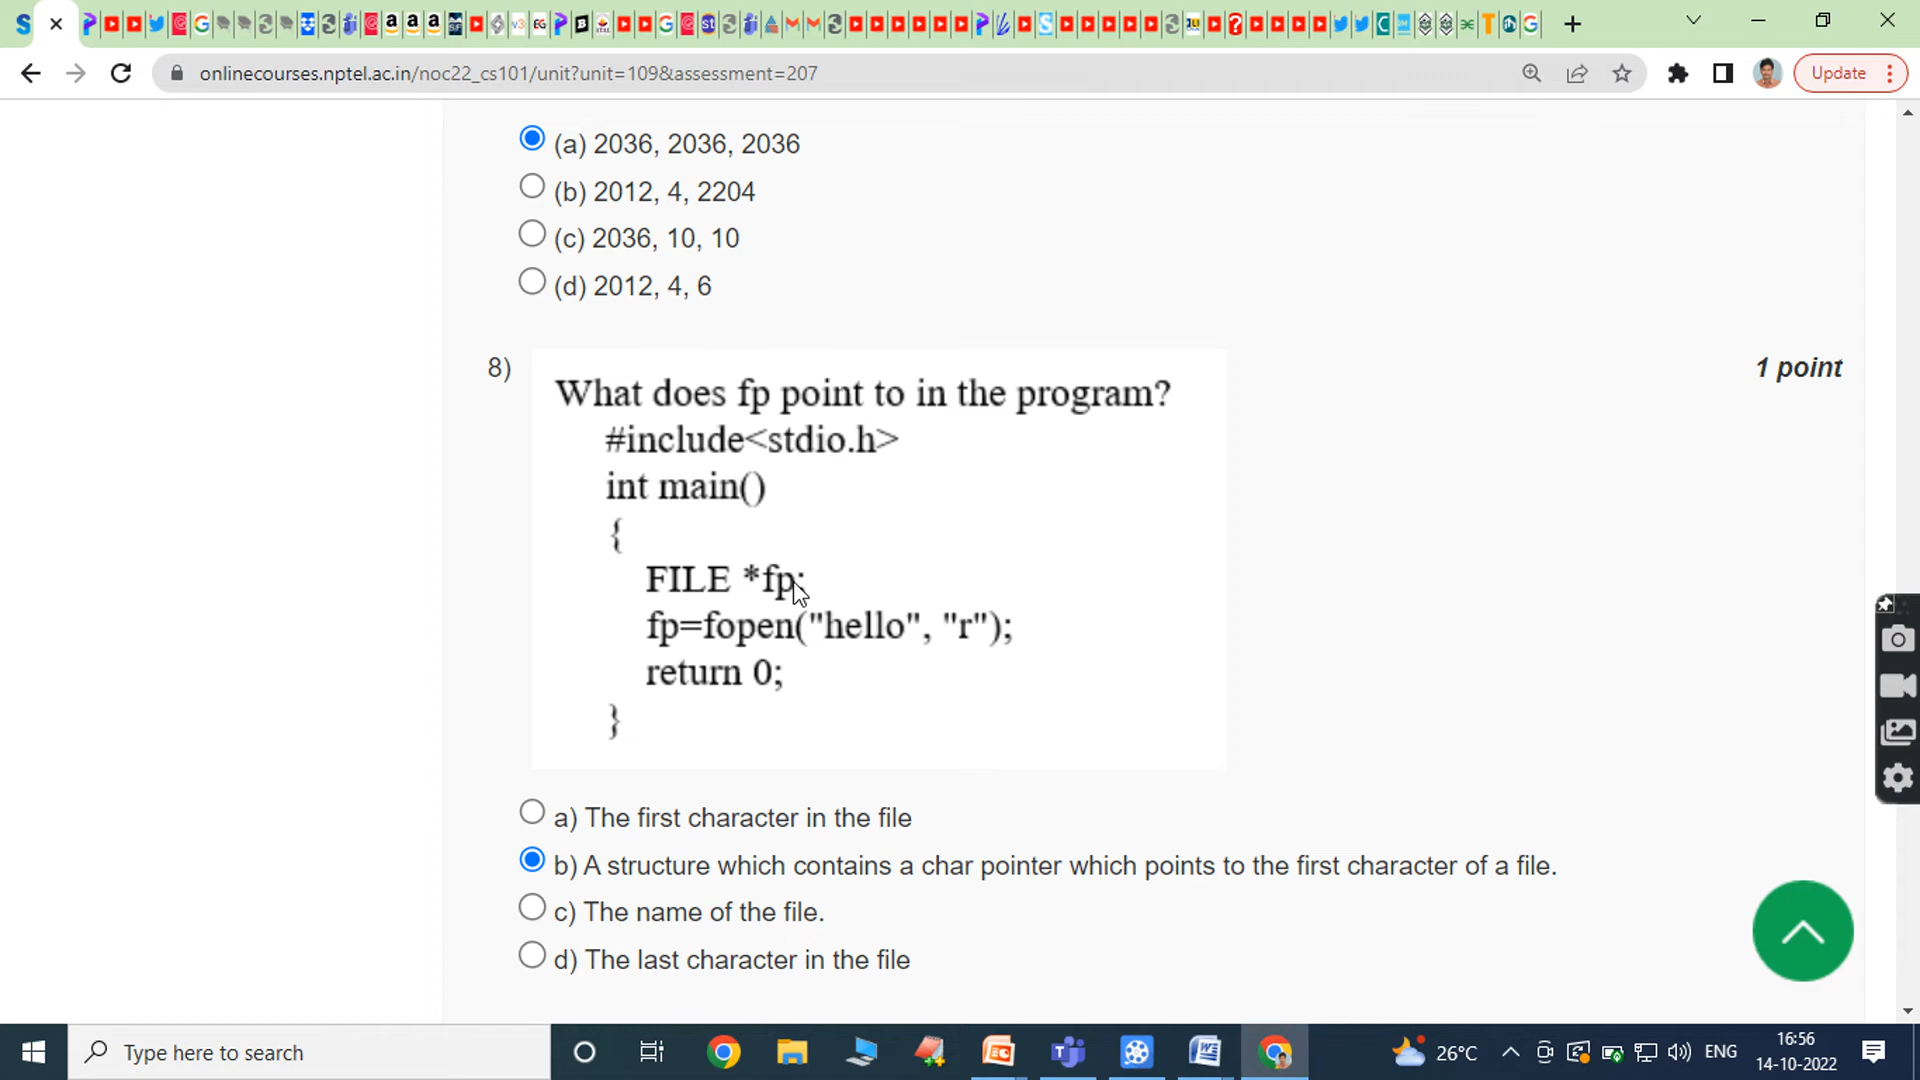 onlinecourses.nptel.ac.in/noc22_cs101/unit?unit=109&assessment=207
Update
(a) 2036, 2036, 2036
(b) 2012, 4, 2204
(c) 2036, 10, 10
(d) 2012, 4, 6
8)
1 point
What does fp point to in the program?
#include<stdio.h>
int main()
{
FILE *fp;
fp=fopen("hello", "r");
return 0;
}
a) The first character in the file
b) A structure which contains a char pointer which points to the first character of a file.
c) The name of the file.
d) The last character in the file
Type here to search
26°C
ENG
16:56
14-10-2022